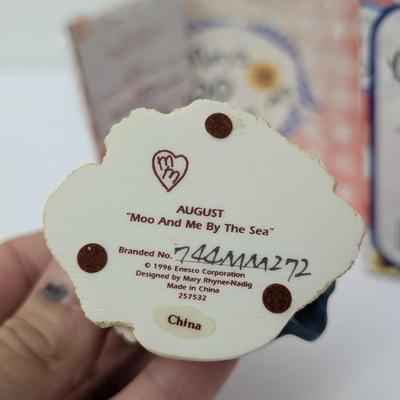 mm
AUGUST
"Moo And Me By The Sea"
Branded No. 744MM272
© 1996 Enesco Corporation
Designed by Mary Rhyner-Nadig
Made in China
257532
China